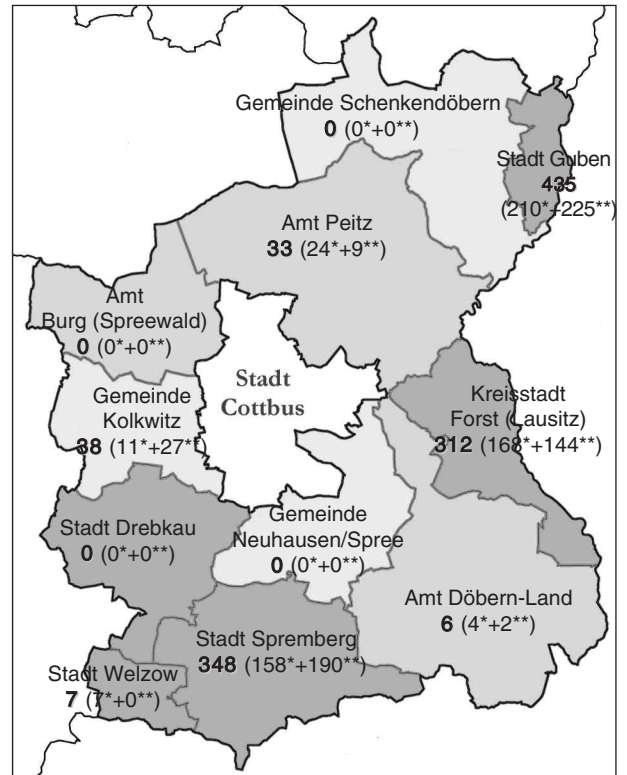 Gemeinde Schenkendöbern
0 (0*+0**)
Stadt Guben
435
(210*+225**)
Amt Peitz
33 (24*+9**)
Amt
Burg (Spreewald)
0 (0*+0**)
Stadt
Cottbus
Gemeinde
Kolkwitz
38 (11*+27**)
Kreisstadt
Forst (Lausitz)
312 (168*+144**)
Stadt Drebkau
0 (0*+0**)
Gemeinde
Neuhausen/Spree
0 (0*+0**)
Amt Döbern-Land
6 (4*+2**)
Stadt Spremberg
348 (158*+190**)
Stadt Welzow
7 (7*+0**)